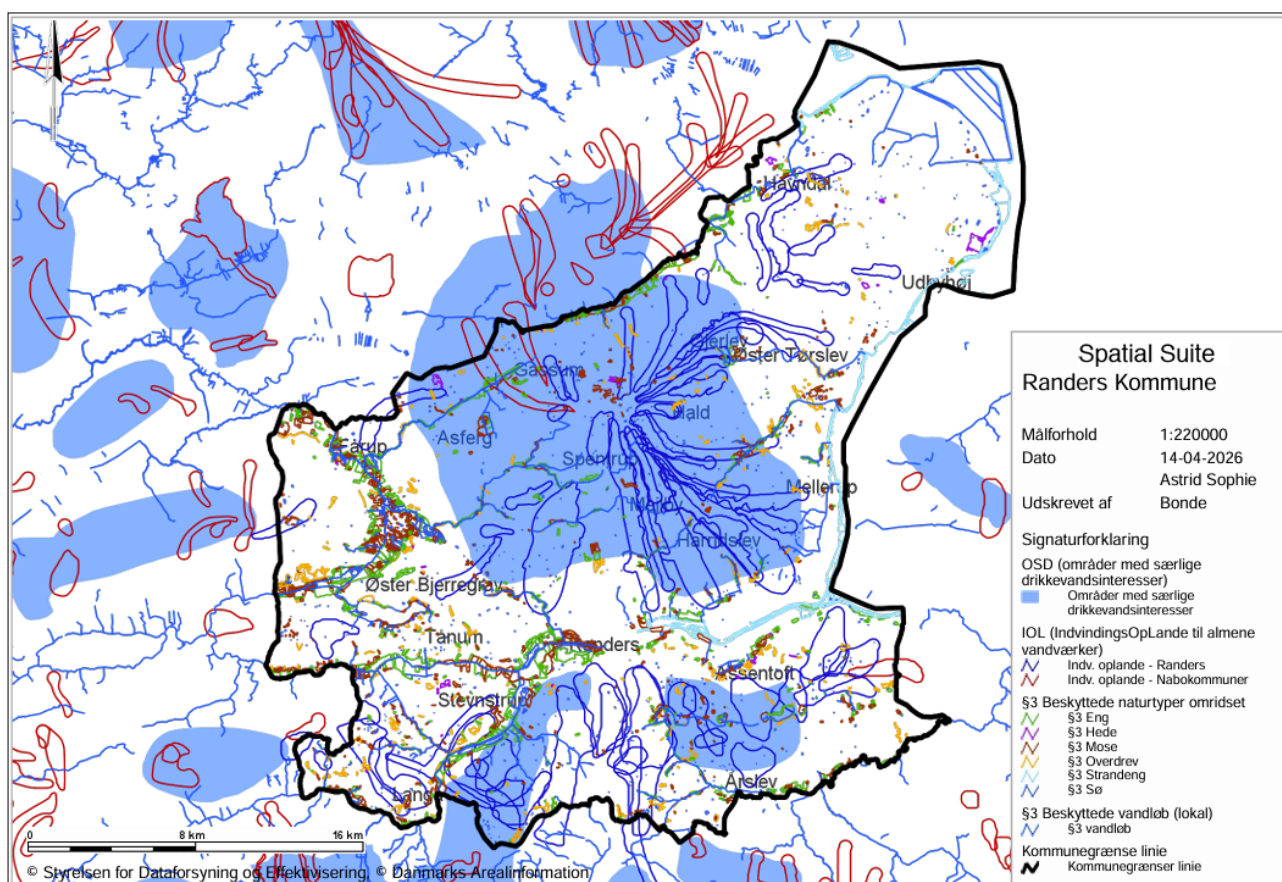 Havndal
Udbyhøj
Gjerlev
Øster Tørslev
Gassum
Hald
Asferg
Fårup
Spentrup
Mellerup
Mejlby
Harridslev
Øster Bjerregrav
Tånum
Randers
Assentoft
Stevnstrup
Årslev
Langå
0 8 km 16 km
© Styrelsen for Dataforsyning og Effektivisering, © Danmarks Arealinformation
Spatial Suite
Randers Kommune
Målforhold 1:220000
Dato 14-04-2026
Astrid Sophie
Udskrevet af Bonde
Signaturforklaring
OSD (områder med særlige
drikkevandsinteresser)
Områder med særlige
drikkevandsinteresser
IOL (IndvindingsOpLande til almene
vandværker)
Indv. oplande - Randers
Indv. oplande - Nabokommuner
§3 Beskyttede naturtyper omridset
§3 Eng
§3 Hede
§3 Mose
§3 Overdrev
§3 Strandeng
§3 Sø
§3 Beskyttede vandløb (lokal)
§3 vandløb
Kommunegrænse linie
Kommunegrænser linie